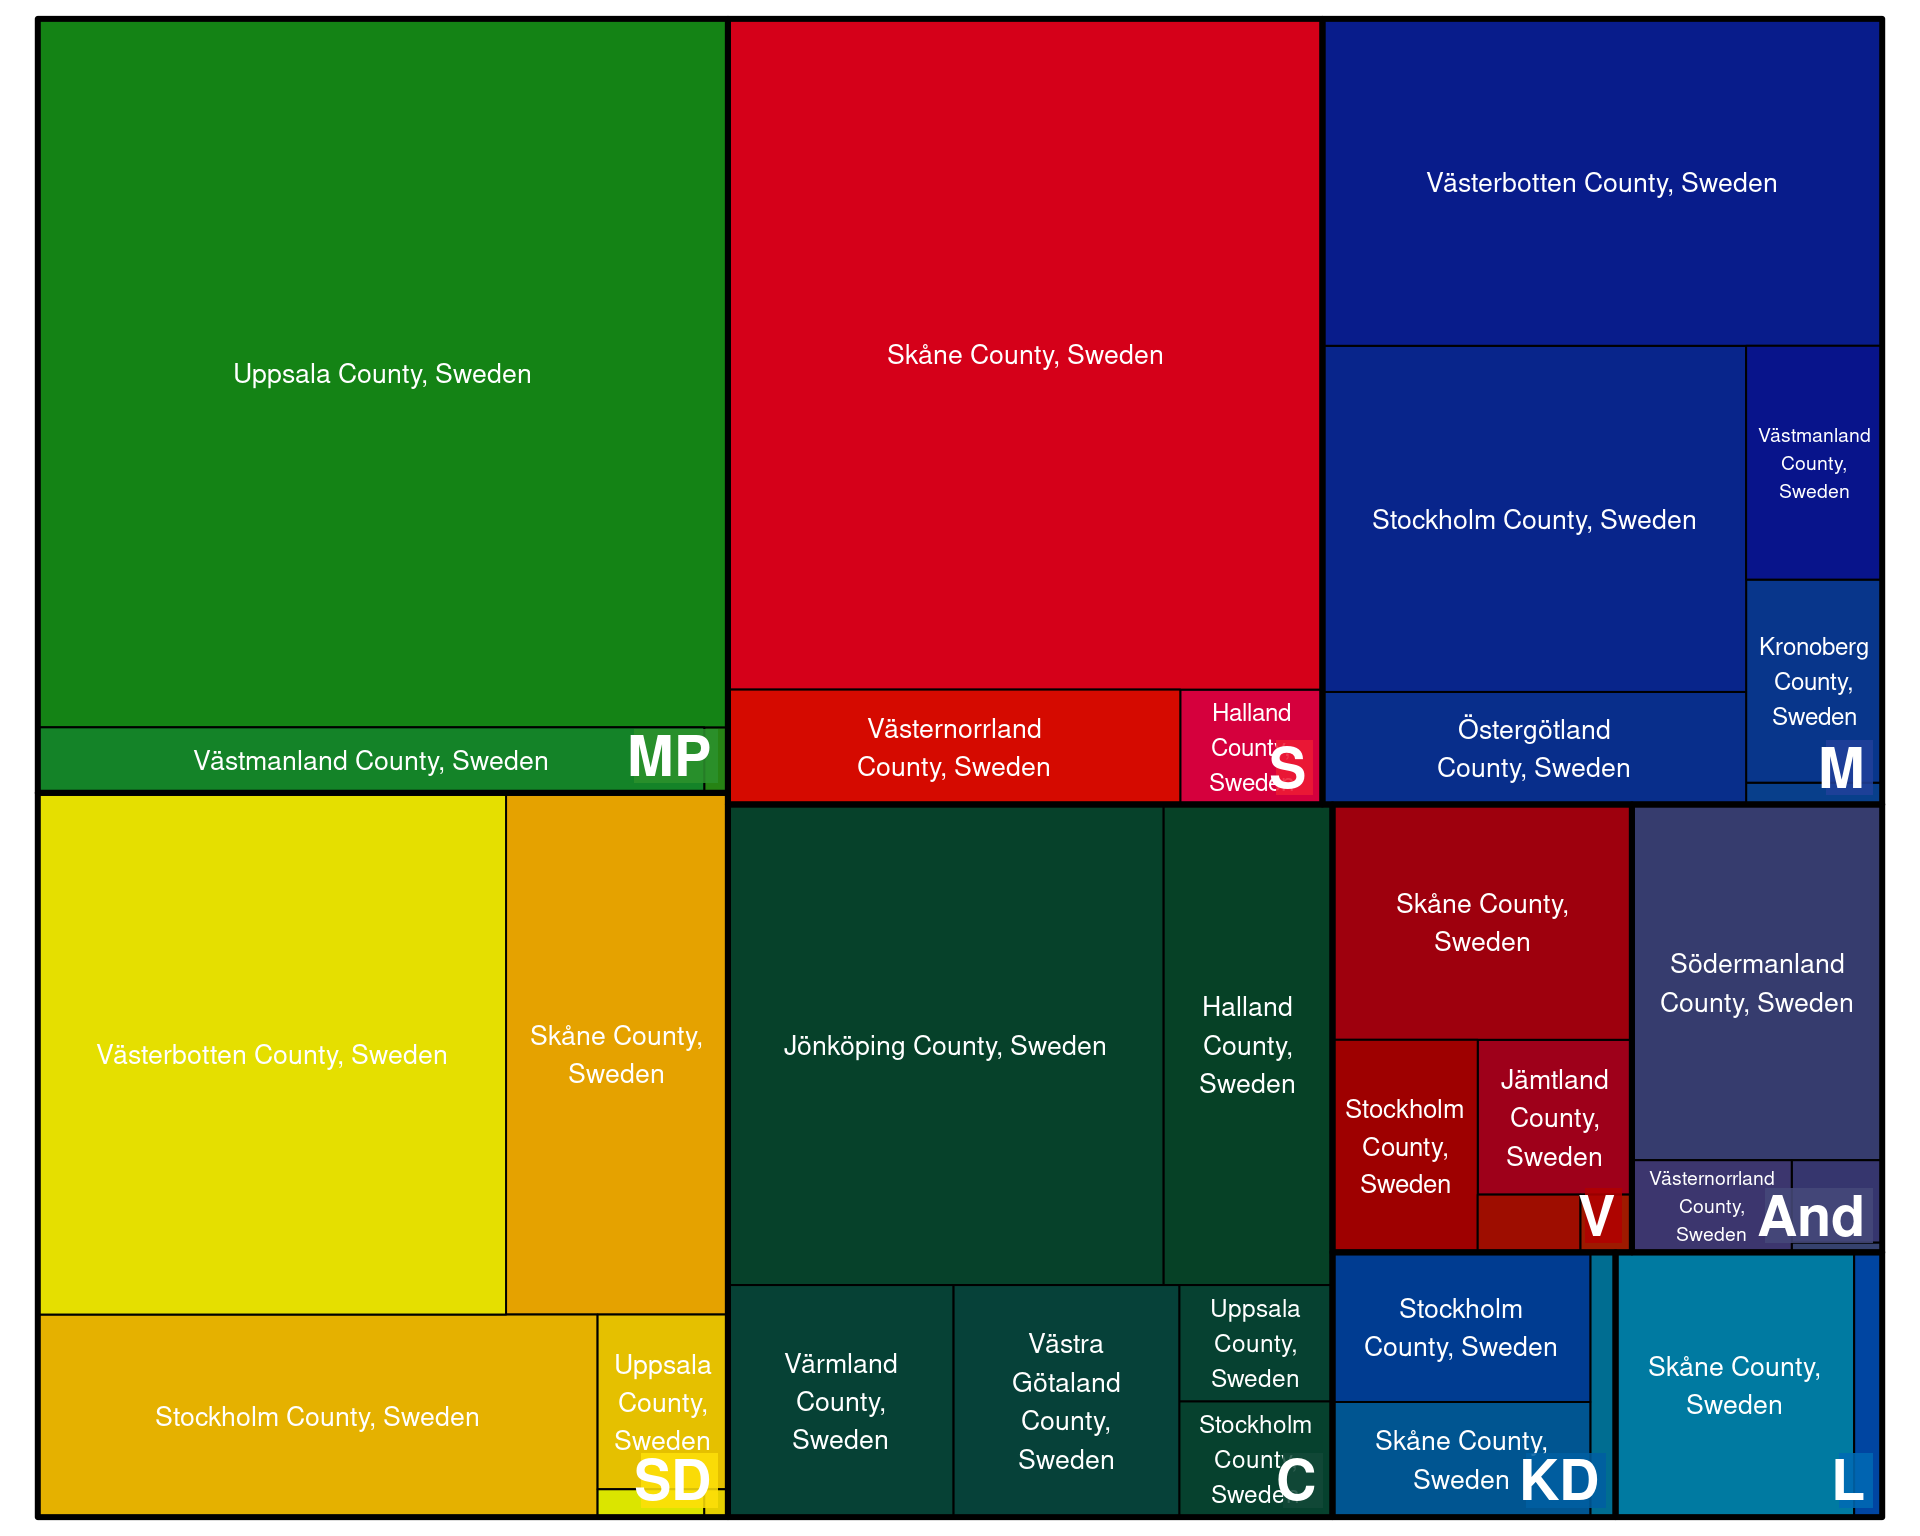 Uppsala County, Sweden
Västmanland County, Sweden
MP
Skåne County, Sweden
Västernorrland
County, Sweden
Halland
County,
Sweden
S
Västerbotten County, Sweden
Stockholm County, Sweden
Västmanland
County,
Sweden
Kronoberg
County,
Sweden
Östergötland
County, Sweden
M
Västerbotten County, Sweden
Skåne County,
Sweden
Stockholm County, Sweden
Uppsala
County,
Sweden
SD
Jönköping County, Sweden
Halland
County,
Sweden
Värmland
County,
Sweden
Västra
Götaland
County,
Sweden
Uppsala
County,
Sweden
Stockholm
County,
Sweden
C
Skåne County,
Sweden
Stockholm
County,
Sweden
Jämtland
County,
Sweden
V
Södermanland
County, Sweden
Västernorrland
County,
Sweden
And
Stockholm
County, Sweden
Skåne County,
Sweden
KD
Skåne County,
Sweden
L